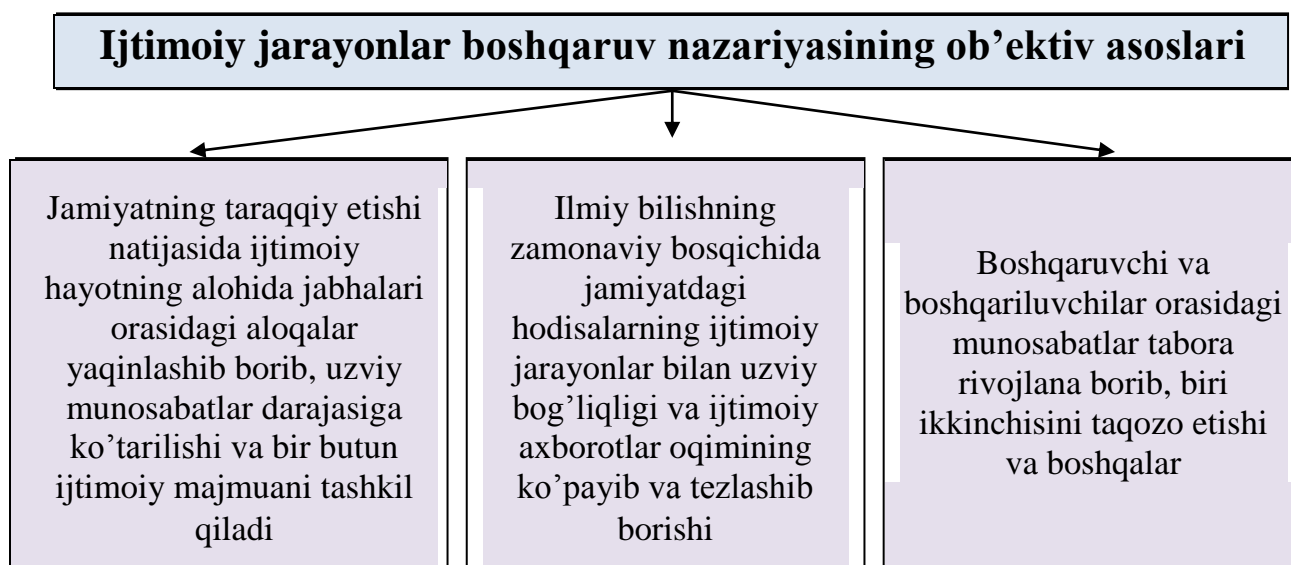 Ijtimoiy jarayonlar boshqaruv nazariyasining ob’ektiv asoslari
Jamiyatning taraqqiy etishi
natijasida ijtimoiy
hayotning alohida jabhalari
orasidagi aloqalar
yaqinlashib borib, uzviy
munosabatlar darajasiga
ko’tarilishi va bir butun
ijtimoiy majmuani tashkil
qiladi
Ilmiy bilishning
zamonaviy bosqichida
jamiyatdagi
hodisalarning ijtimoiy
jarayonlar bilan uzviy
bog’liqligi va ijtimoiy
axborotlar oqimining
ko’payib va tezlashib
borishi
Boshqaruvchi va
boshqariluvchilar orasidagi
munosabatlar tabora
rivojlana borib, biri
ikkinchisini taqozo etishi
va boshqalar